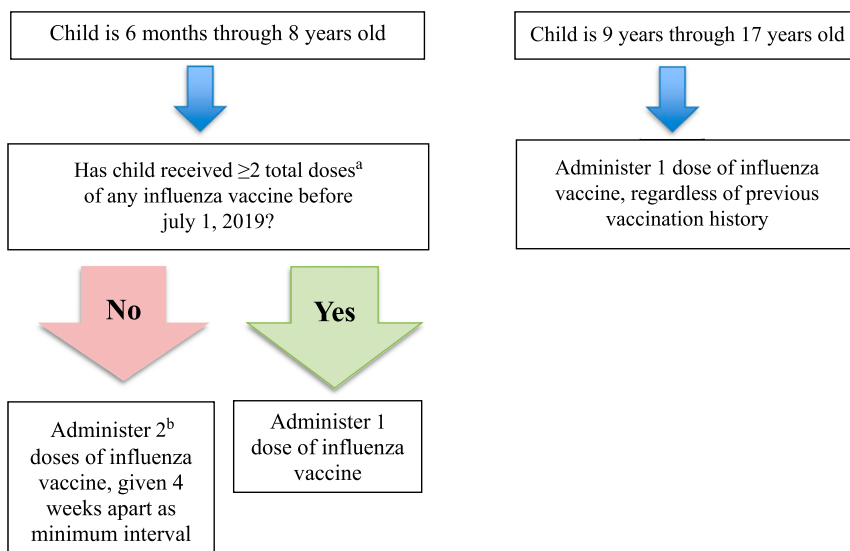 Child is 6 months through 8 years old
Has child received ≥2 total dosesᵃ
of any influenza vaccine before
july 1, 2019?
No
Yes
Administer 2ᵇ
doses of influenza
vaccine, given 4
weeks apart as
minimum interval
Administer 1
dose of influenza
vaccine
Child is 9 years through 17 years old
Administer 1 dose of influenza
vaccine, regardless of previous
vaccination history